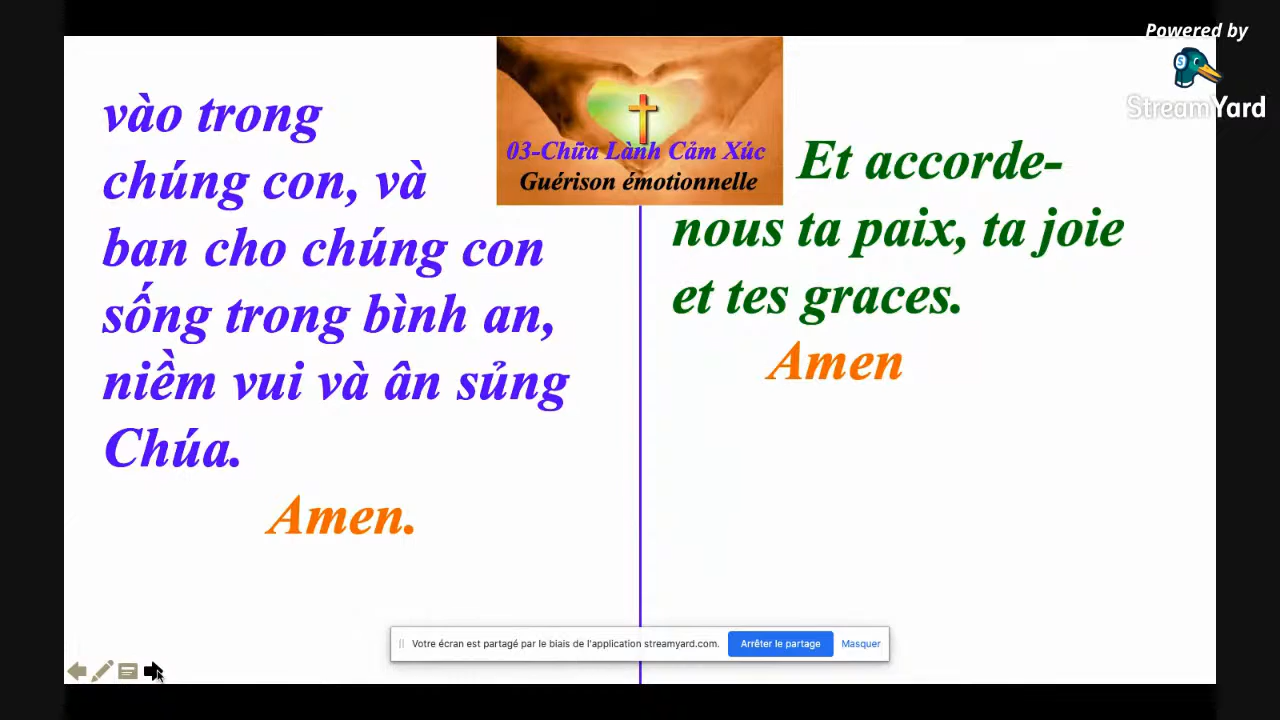 Powered by
StreamYard
vào trong
chúng con, và
ban cho chúng con
sống trong bình an,
niềm vui và ân sủng
Chúa.
Amen.
03-Chữa Lành Cảm Xúc
Guérison émotionnelle
Et accorde-
nous ta paix, ta joie
et tes graces.
Amen
Votre écran est partagé par le biais de l'application streamyard.com. Arrêter le partage Masquer